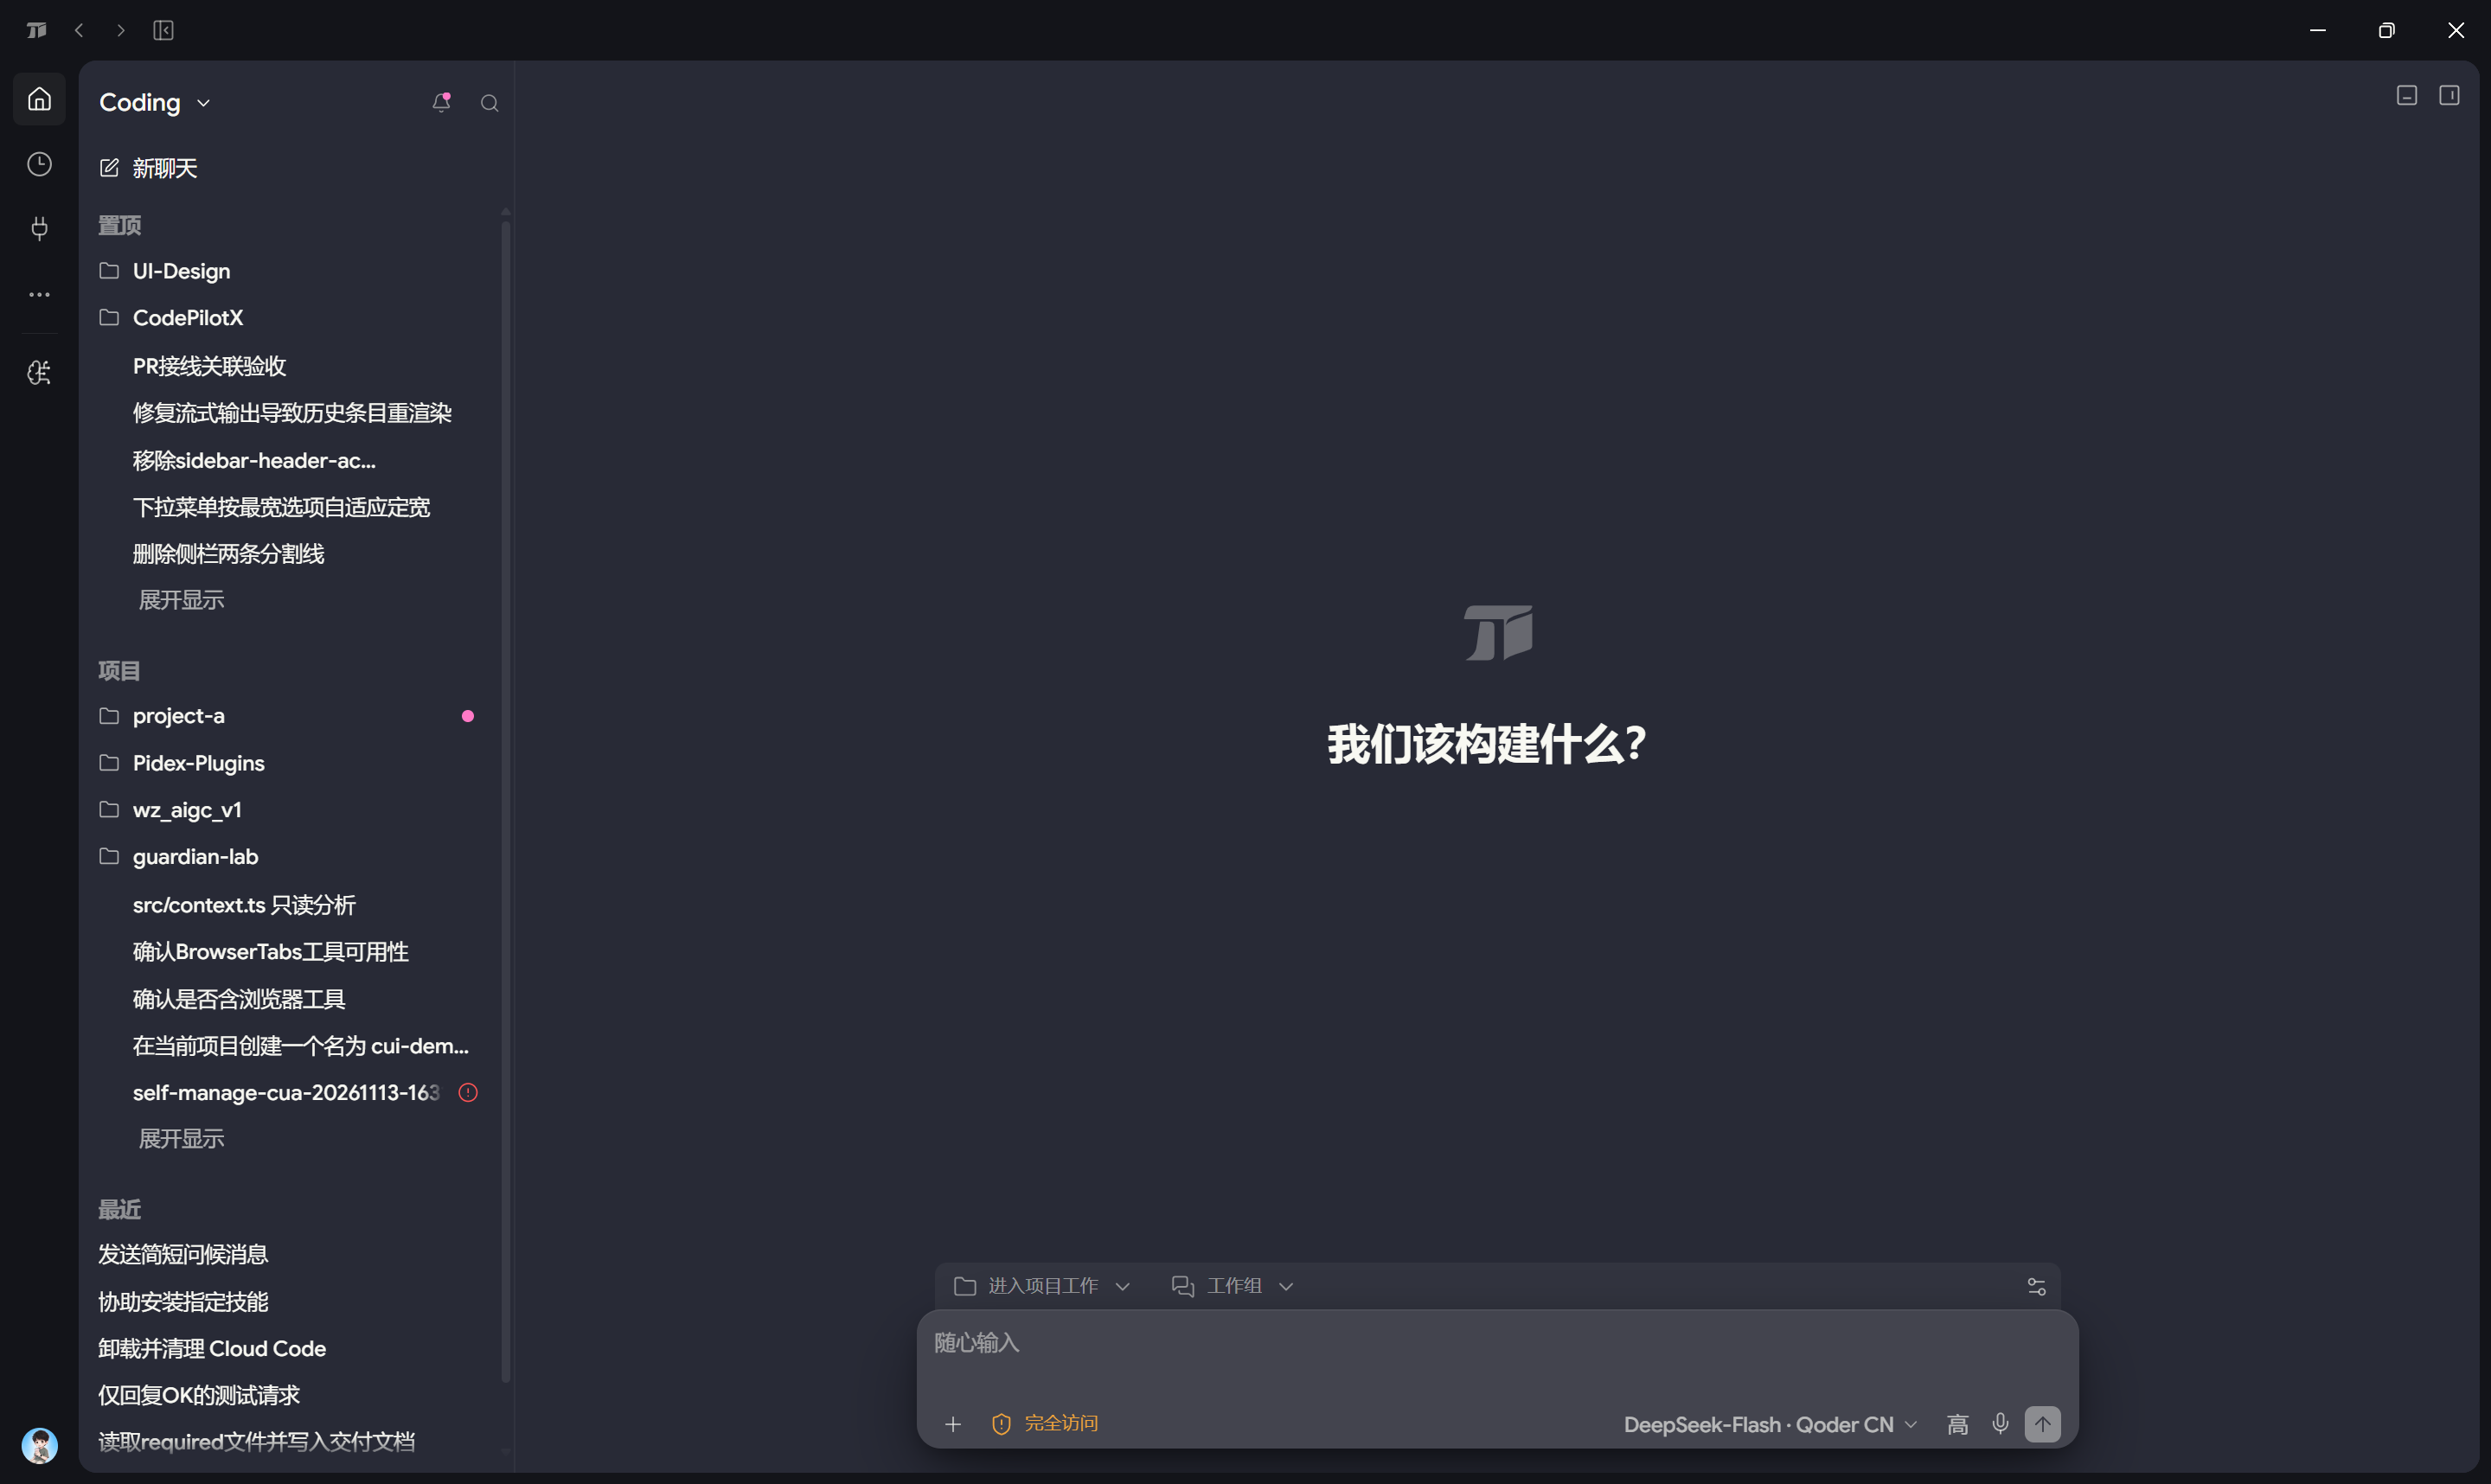 Coding
新聊天
置顶
UI-Design
CodePilotX
PR接线关联验收
修复流式输出导致历史条目重渲染
移除sidebar-header-ac...
下拉菜单按最宽选项自适应定宽
删除侧栏两条分割线
展开显示
项目
project-a
Pidex-Plugins
wz_aigc_v1
guardian-lab
src/context.ts 只读分析
确认BrowserTabs工具可用性
确认是否含浏览器工具
在当前项目创建一个名为 cui-dem...
self-manage-cua-20261113-163
展开显示
最近
发送简短问候消息
协助安装指定技能
卸载并清理 Cloud Code
仅回复OK的测试请求
读取required文件并写入交付文档
我们该构建什么？
进入项目工作 工作组
随心输入
完全访问 DeepSeek-Flash · Qoder CN 高